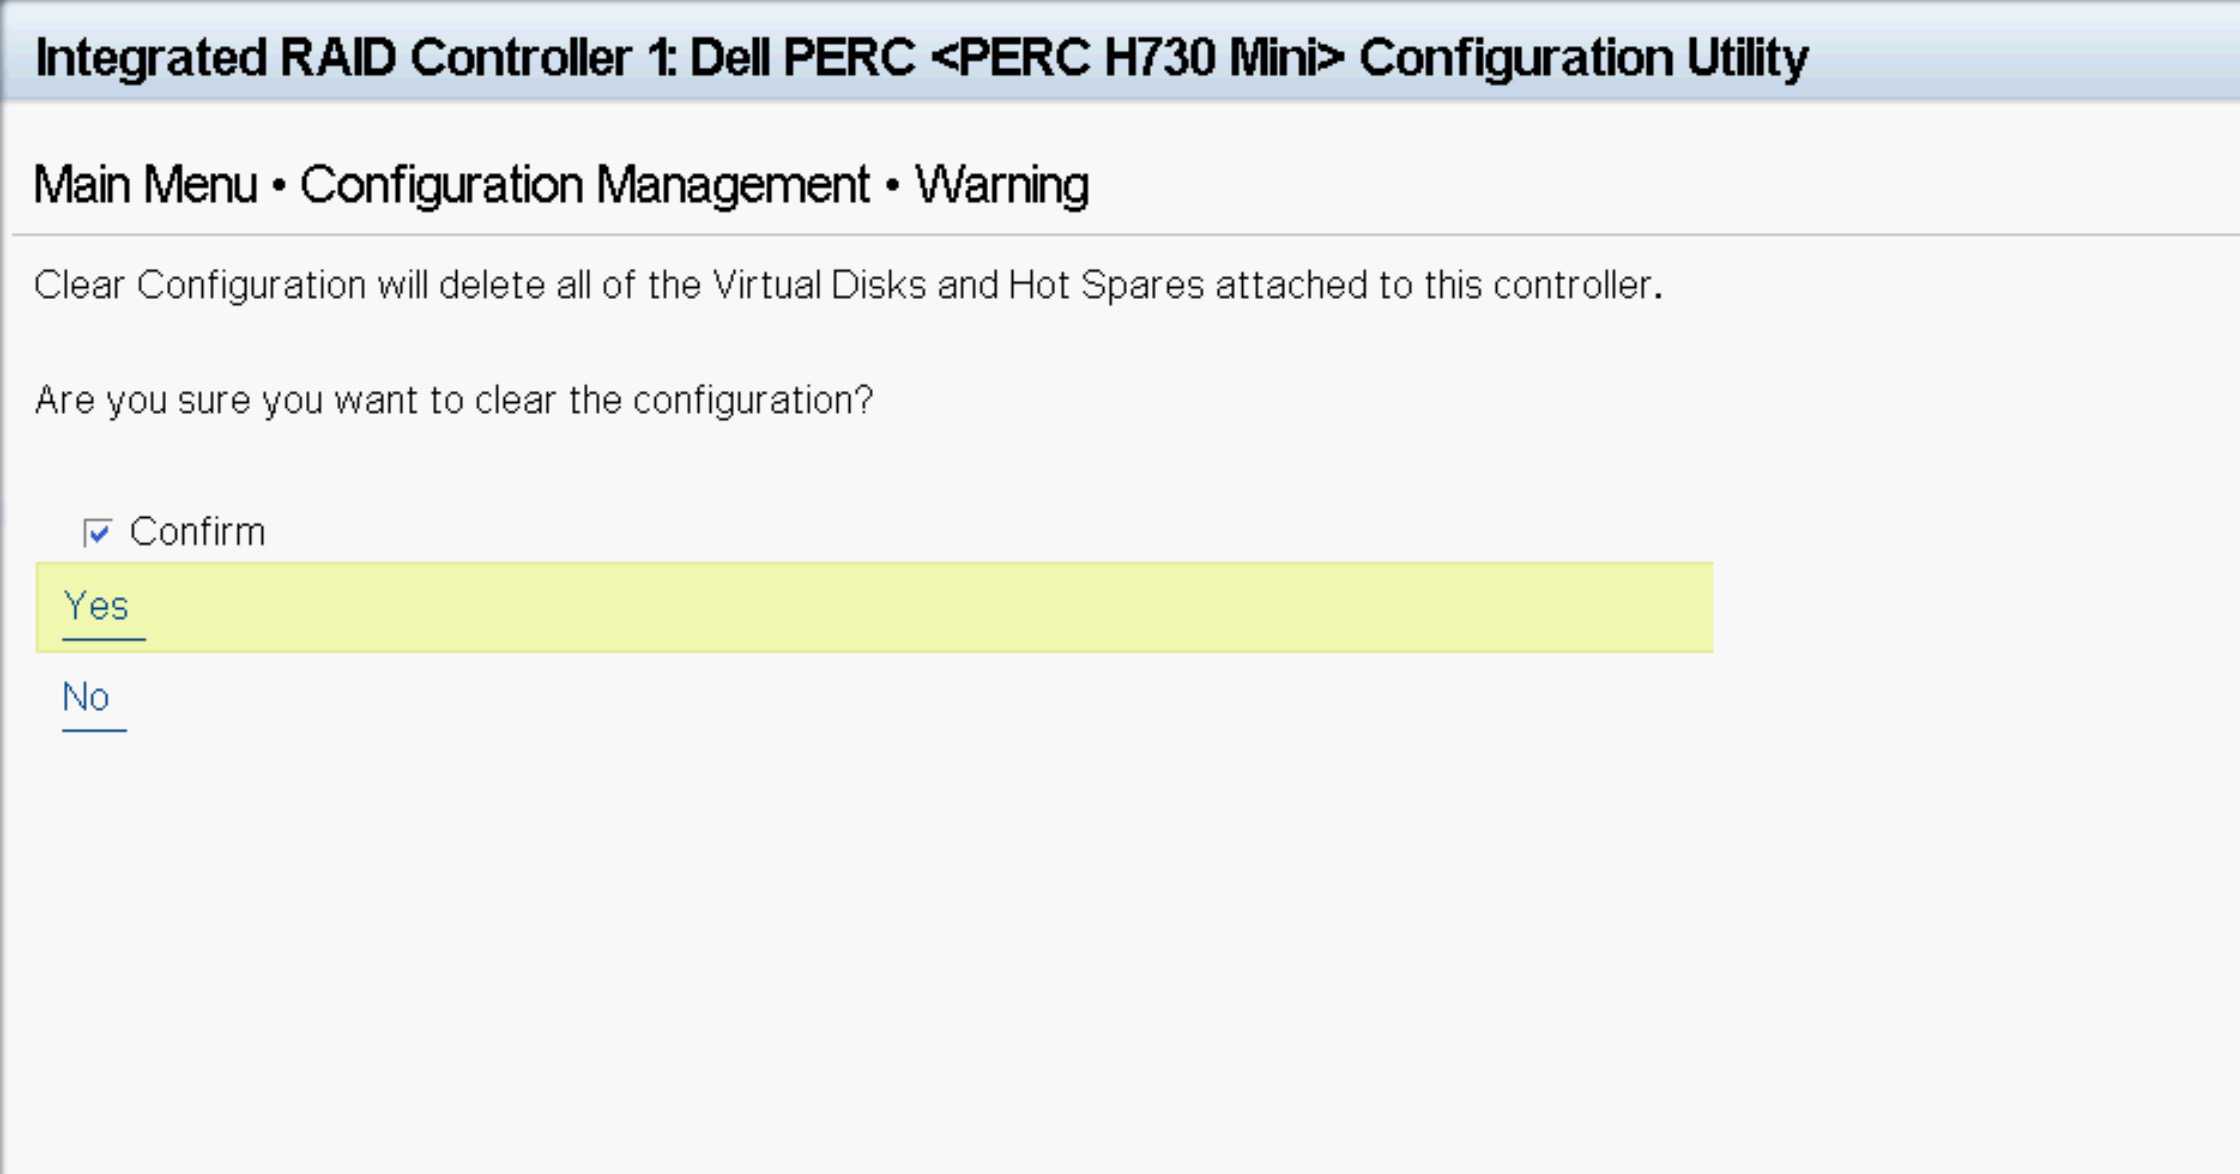 Integrated RAID Controller 1: Dell PERC <PERC H730 Mini> Configuration Utility
Main Menu • Configuration Management • Warning
Clear Configuration will delete all of the Virtual Disks and Hot Spares attached to this controller.
Are you sure you want to clear the configuration?
Confirm
Yes
No